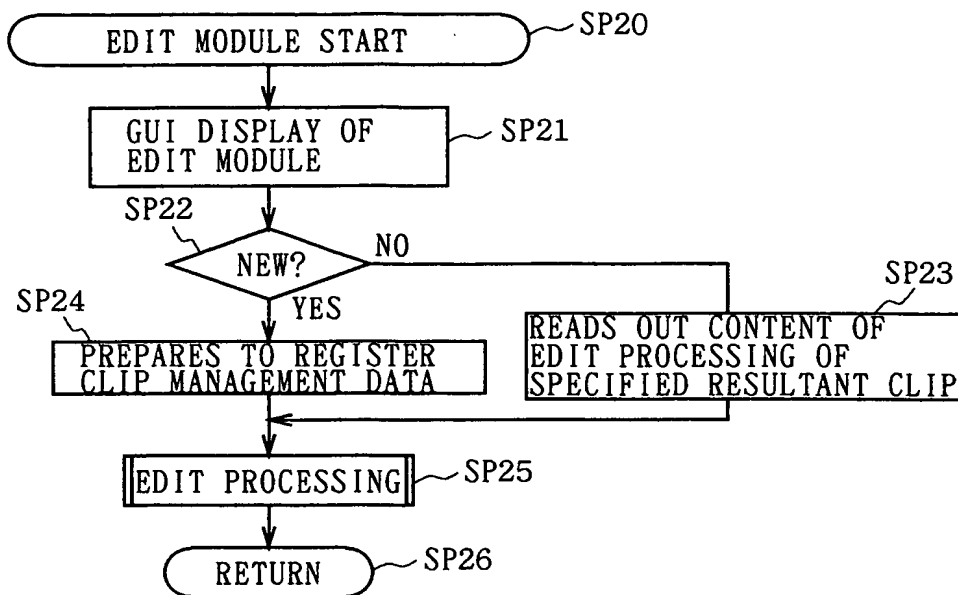 EDIT MODULE START
SP20
GUI DISPLAY OF
EDIT MODULE
SP21
SP22
NEW?
NO
YES
SP24
PREPARES TO REGISTER
CLIP MANAGEMENT DATA
SP23
READS OUT CONTENT OF
EDIT PROCESSING OF
SPECIFIED RESULTANT CLIP
EDIT PROCESSING
SP25
RETURN
SP26